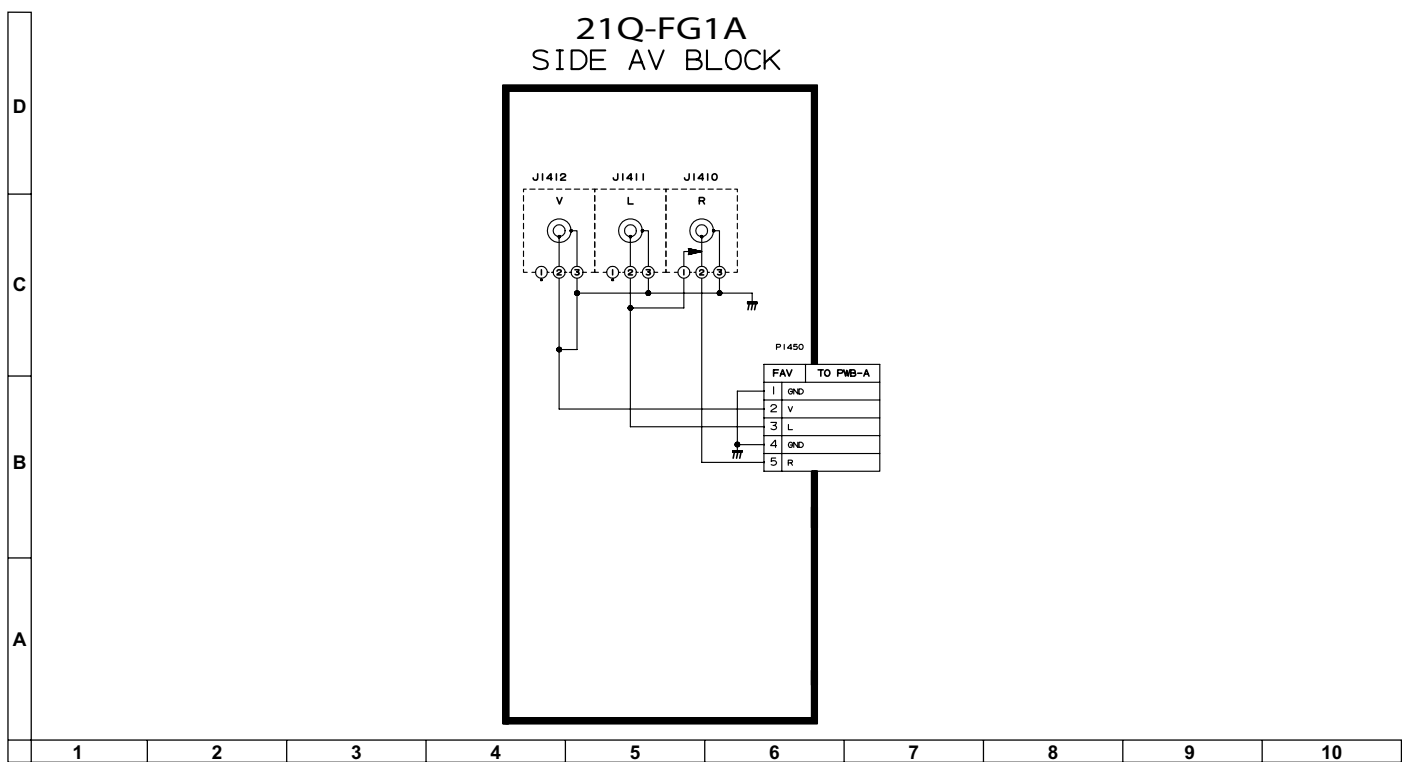 21Q-FG1A
SIDE AV BLOCK
D
J1412 J1411 J1410
V L R
1 2 3 1 2 3 1 2 3
C
P1450
FAV TO PWB-A
1 GND
2 V
3 L
4 GND
5 R
B
A
1 2 3 4 5 6 7 8 9 10